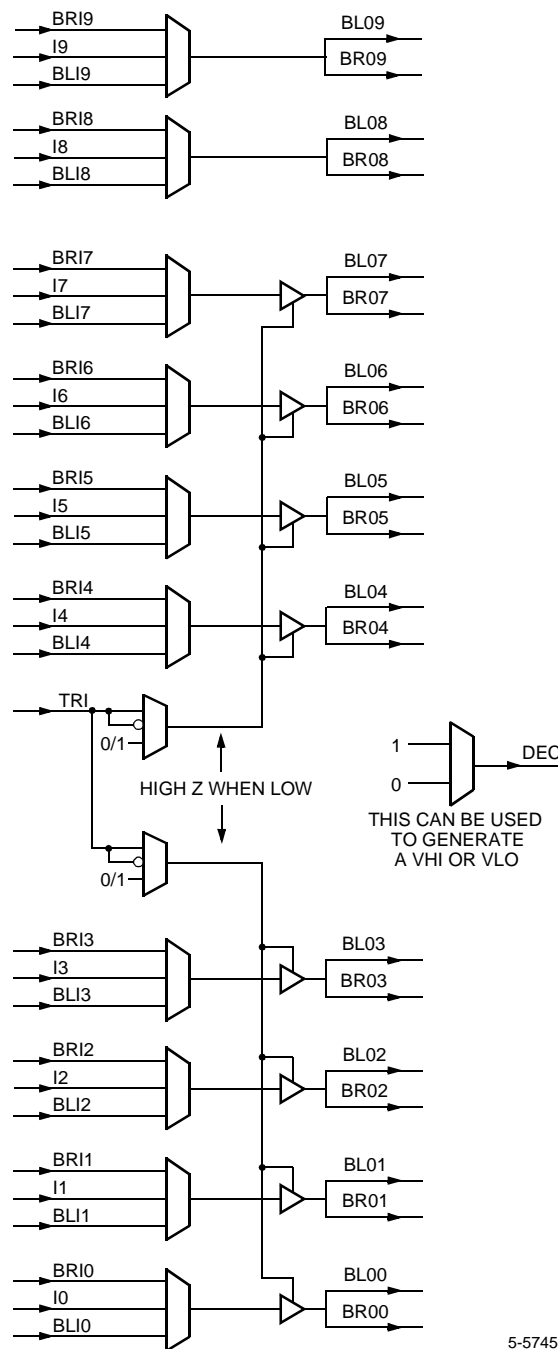 BRI9
I9
BLI9
BL09
BR09
BRI8
I8
BLI8
BL08
BR08
BRI7
I7
BLI7
BL07
BR07
BRI6
I6
BLI6
BL06
BR06
BRI5
I5
BLI5
BL05
BR05
BRI4
I4
BLI4
BL04
BR04
TRI
0/1
HIGH Z WHEN LOW
1
0
DEC
THIS CAN BE USED
TO GENERATE
A VHI OR VLO
0/1
BRI3
I3
BLI3
BL03
BR03
BRI2
I2
BLI2
BL02
BR02
BRI1
I1
BLI1
BL01
BR01
BRI0
I0
BLI0
BL00
BR00
5-5745